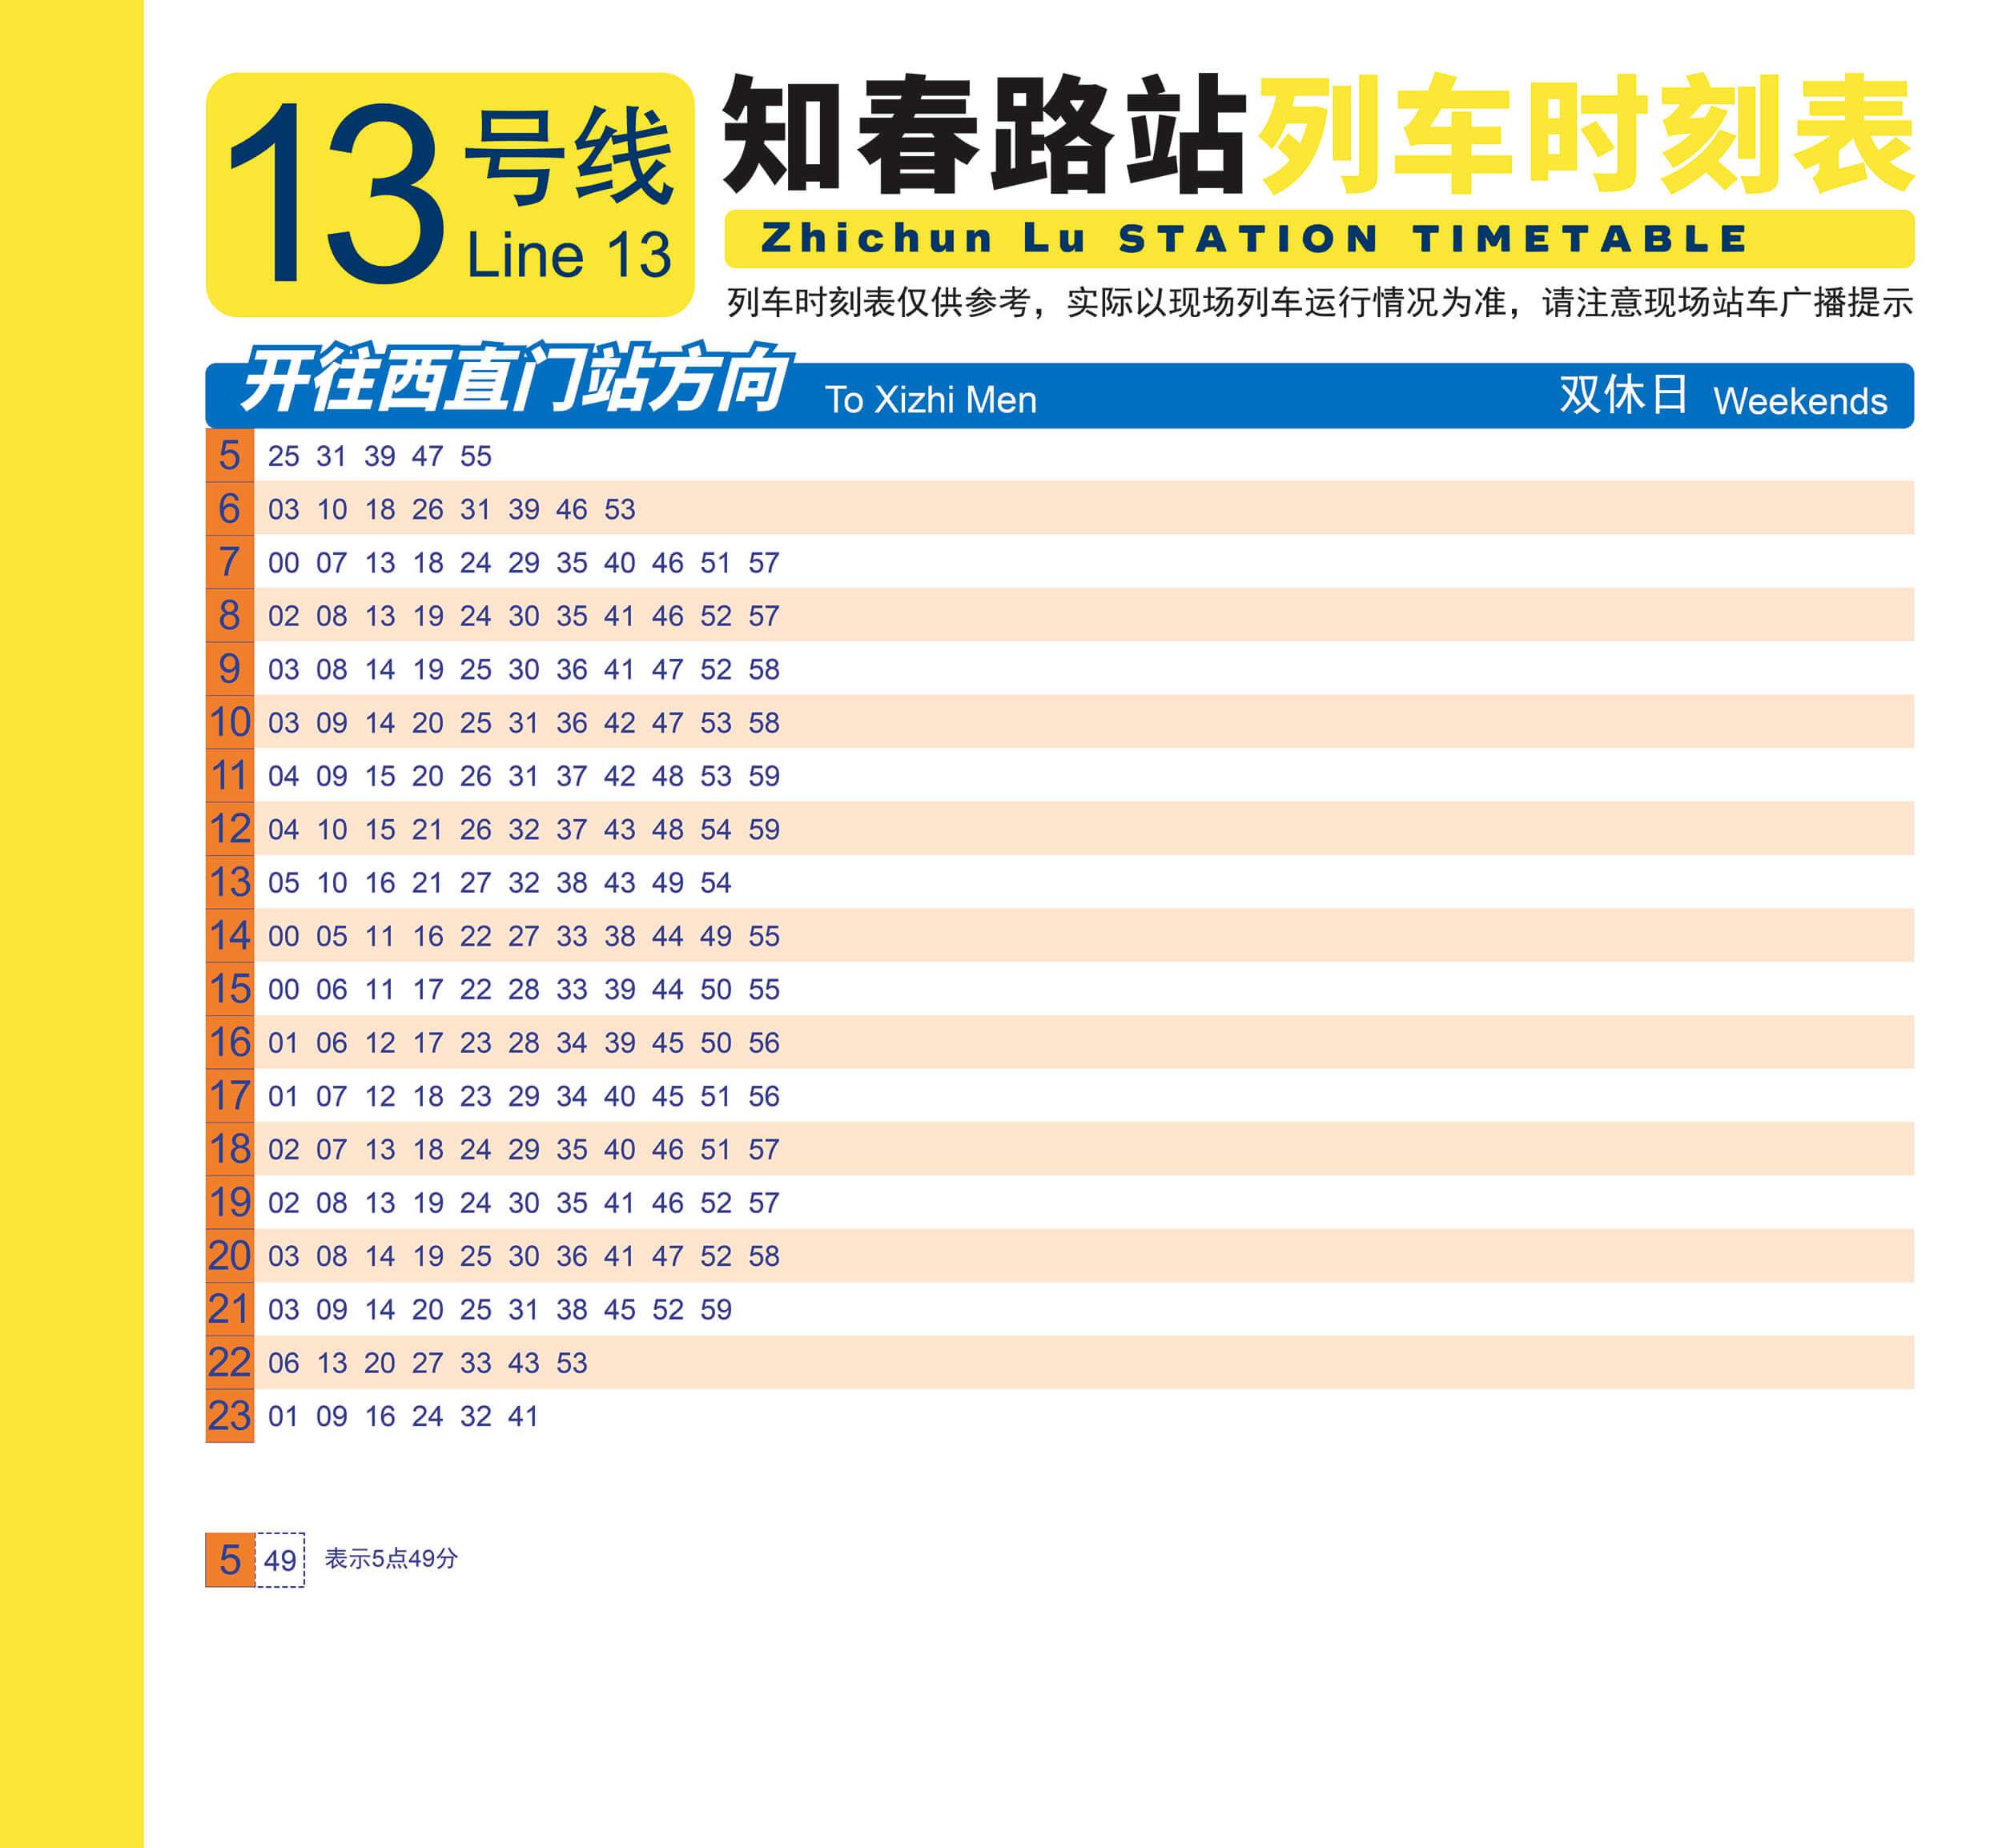 13号线
Line 13
知春路站列车时刻表
Zhichun Lu STATION TIMETABLE
列车时刻表仅供参考，实际以现场列车运行情况为准，请注意现场站车广播提示
开往西直门站方向 To Xizhi Men 双休日 Weekends
5 25 31 39 47 55
6 03 10 18 26 31 39 46 53
7 00 07 13 18 24 29 35 40 46 51 57
8 02 08 13 19 24 30 35 41 46 52 57
9 03 08 14 19 25 30 36 41 47 52 58
10 03 09 14 20 25 31 36 42 47 53 58
11 04 09 15 20 26 31 37 42 48 53 59
12 04 10 15 21 26 32 37 43 48 54 59
13 05 10 16 21 27 32 38 43 49 54
14 00 05 11 16 22 27 33 38 44 49 55
15 00 06 11 17 22 28 33 39 44 50 55
16 01 06 12 17 23 28 34 39 45 50 56
17 01 07 12 18 23 29 34 40 45 51 56
18 02 07 13 18 24 29 35 40 46 51 57
19 02 08 13 19 24 30 35 41 46 52 57
20 03 08 14 19 25 30 36 41 47 52 58
21 03 09 14 20 25 31 38 45 52 59
22 06 13 20 27 33 43 53
23 01 09 16 24 32 41
5 49 表示5点49分